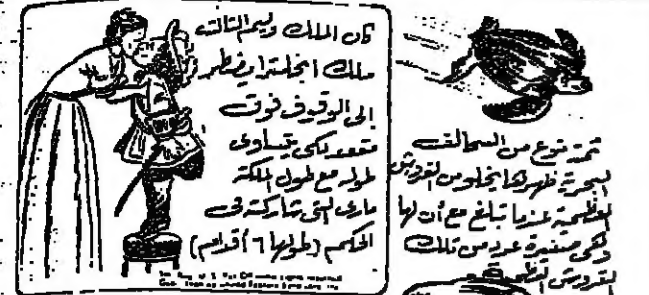 كان الملك وليم الثالث
ملك انجلترا يضطر
الى الوقوف فوق
مقعد لكي يتساوى
طوله مع طول الملكة
ماري التي شاركته في
الحكم (طولها ٦ أقدام)
ثمة نوع من السحالف
البحرية ظهورها يخلو من القروش
العظمية عندما تبلغ مع أن لها
وهي صغيرة عدد من تلك
القروش